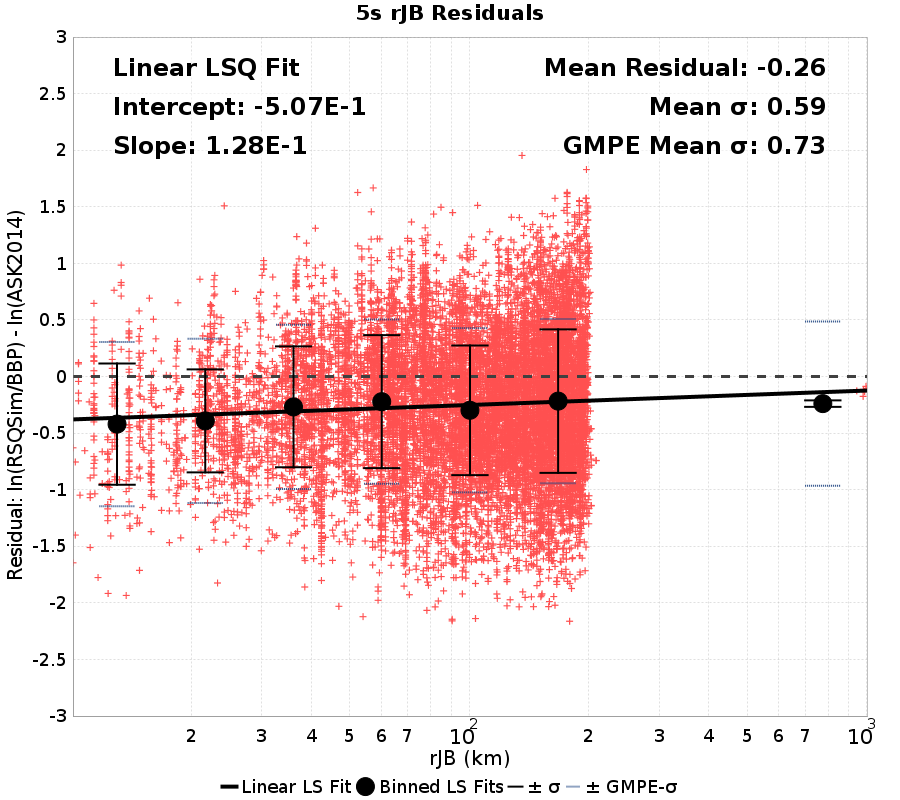 5s rJB Residuals
Linear LSQ Fit
Intercept: -5.07E-1
Slope: 1.28E-1
Mean Residual: -0.26
Mean σ: 0.59
GMPE Mean σ: 0.73
Residual: ln(RSQSim/BBP) - ln(ASK2014)
3
2.5
2
1.5
1
0.5
0
-0.5
-1
-1.5
-2
-2.5
-3
2 3 4 5 6 7 10² 2 3 4 5 6 7 10³
rJB (km)
Linear LS Fit Binned LS Fits ± σ ± GMPE-σ